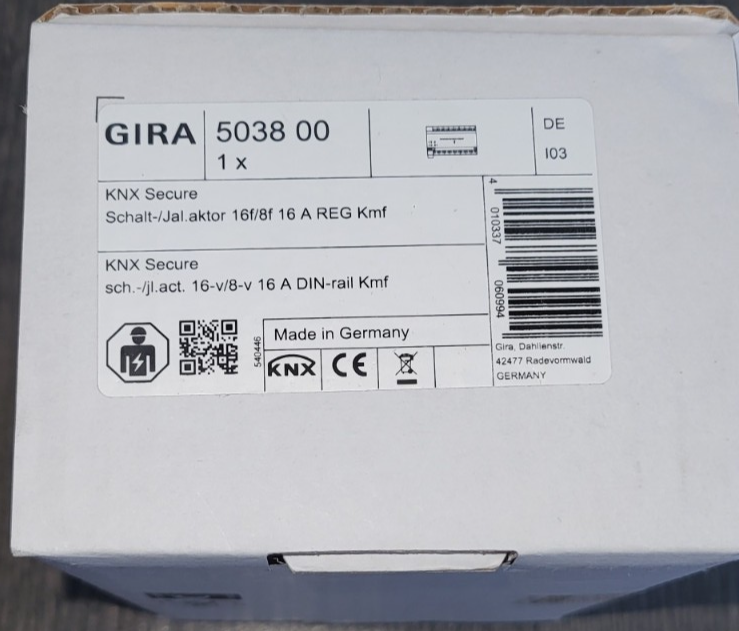 GIRA
5038 00
1 x
DE
I03
KNX Secure
Schalt-/Jal.aktor 16f/8f 16 A REG Kmf
KNX Secure
sch.-/jl.act. 16-v/8-v 16 A DIN-rail Kmf
4
010337
060994
540446
Made in Germany
KNX
CE
Gira, Dahlienstr.
42477 Radevormwald
GERMANY